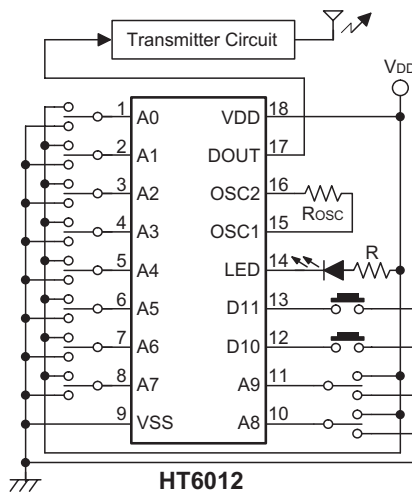 Transmitter Circuit
VDD
1 A0 VDD 18
2 A1 DOUT 17
3 A2 OSC2 16
ROSC
4 A3 OSC1 15
5 A4 LED 14 R
6 A5 D11 13
7 A6 D10 12
8 A7 A9 11
9 VSS A8 10
HT6012